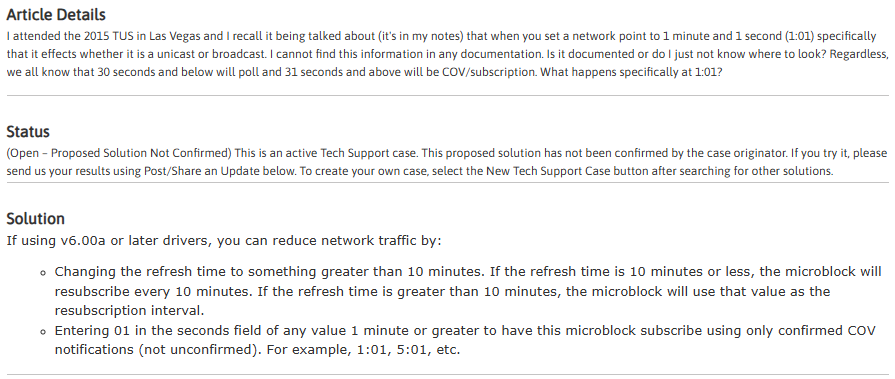 Article Details
I attended the 2015 TUS in Las Vegas and I recall it being talked about (it's in my notes) that when you set a network point to 1 minute and 1 second (1:01) specifically
that it effects whether it is a unicast or broadcast. I cannot find this information in any documentation. Is it documented or do I just not know where to look? Regardless,
we all know that 30 seconds and below will poll and 31 seconds and above will be COV/subscription. What happens specifically at 1:01?
Status
(Open – Proposed Solution Not Confirmed) This is an active Tech Support case. This proposed solution has not been confirmed by the case originator. If you try it, please
send us your results using Post/Share an Update below. To create your own case, select the New Tech Support Case button after searching for other solutions.
Solution
If using v6.00a or later drivers, you can reduce network traffic by:
Changing the refresh time to something greater than 10 minutes. If the refresh time is 10 minutes or less, the microblock will
resubscribe every 10 minutes. If the refresh time is greater than 10 minutes, the microblock will use that value as the
resubscription interval.
Entering 01 in the seconds field of any value 1 minute or greater to have this microblock subscribe using only confirmed COV
notifications (not unconfirmed). For example, 1:01, 5:01, etc.